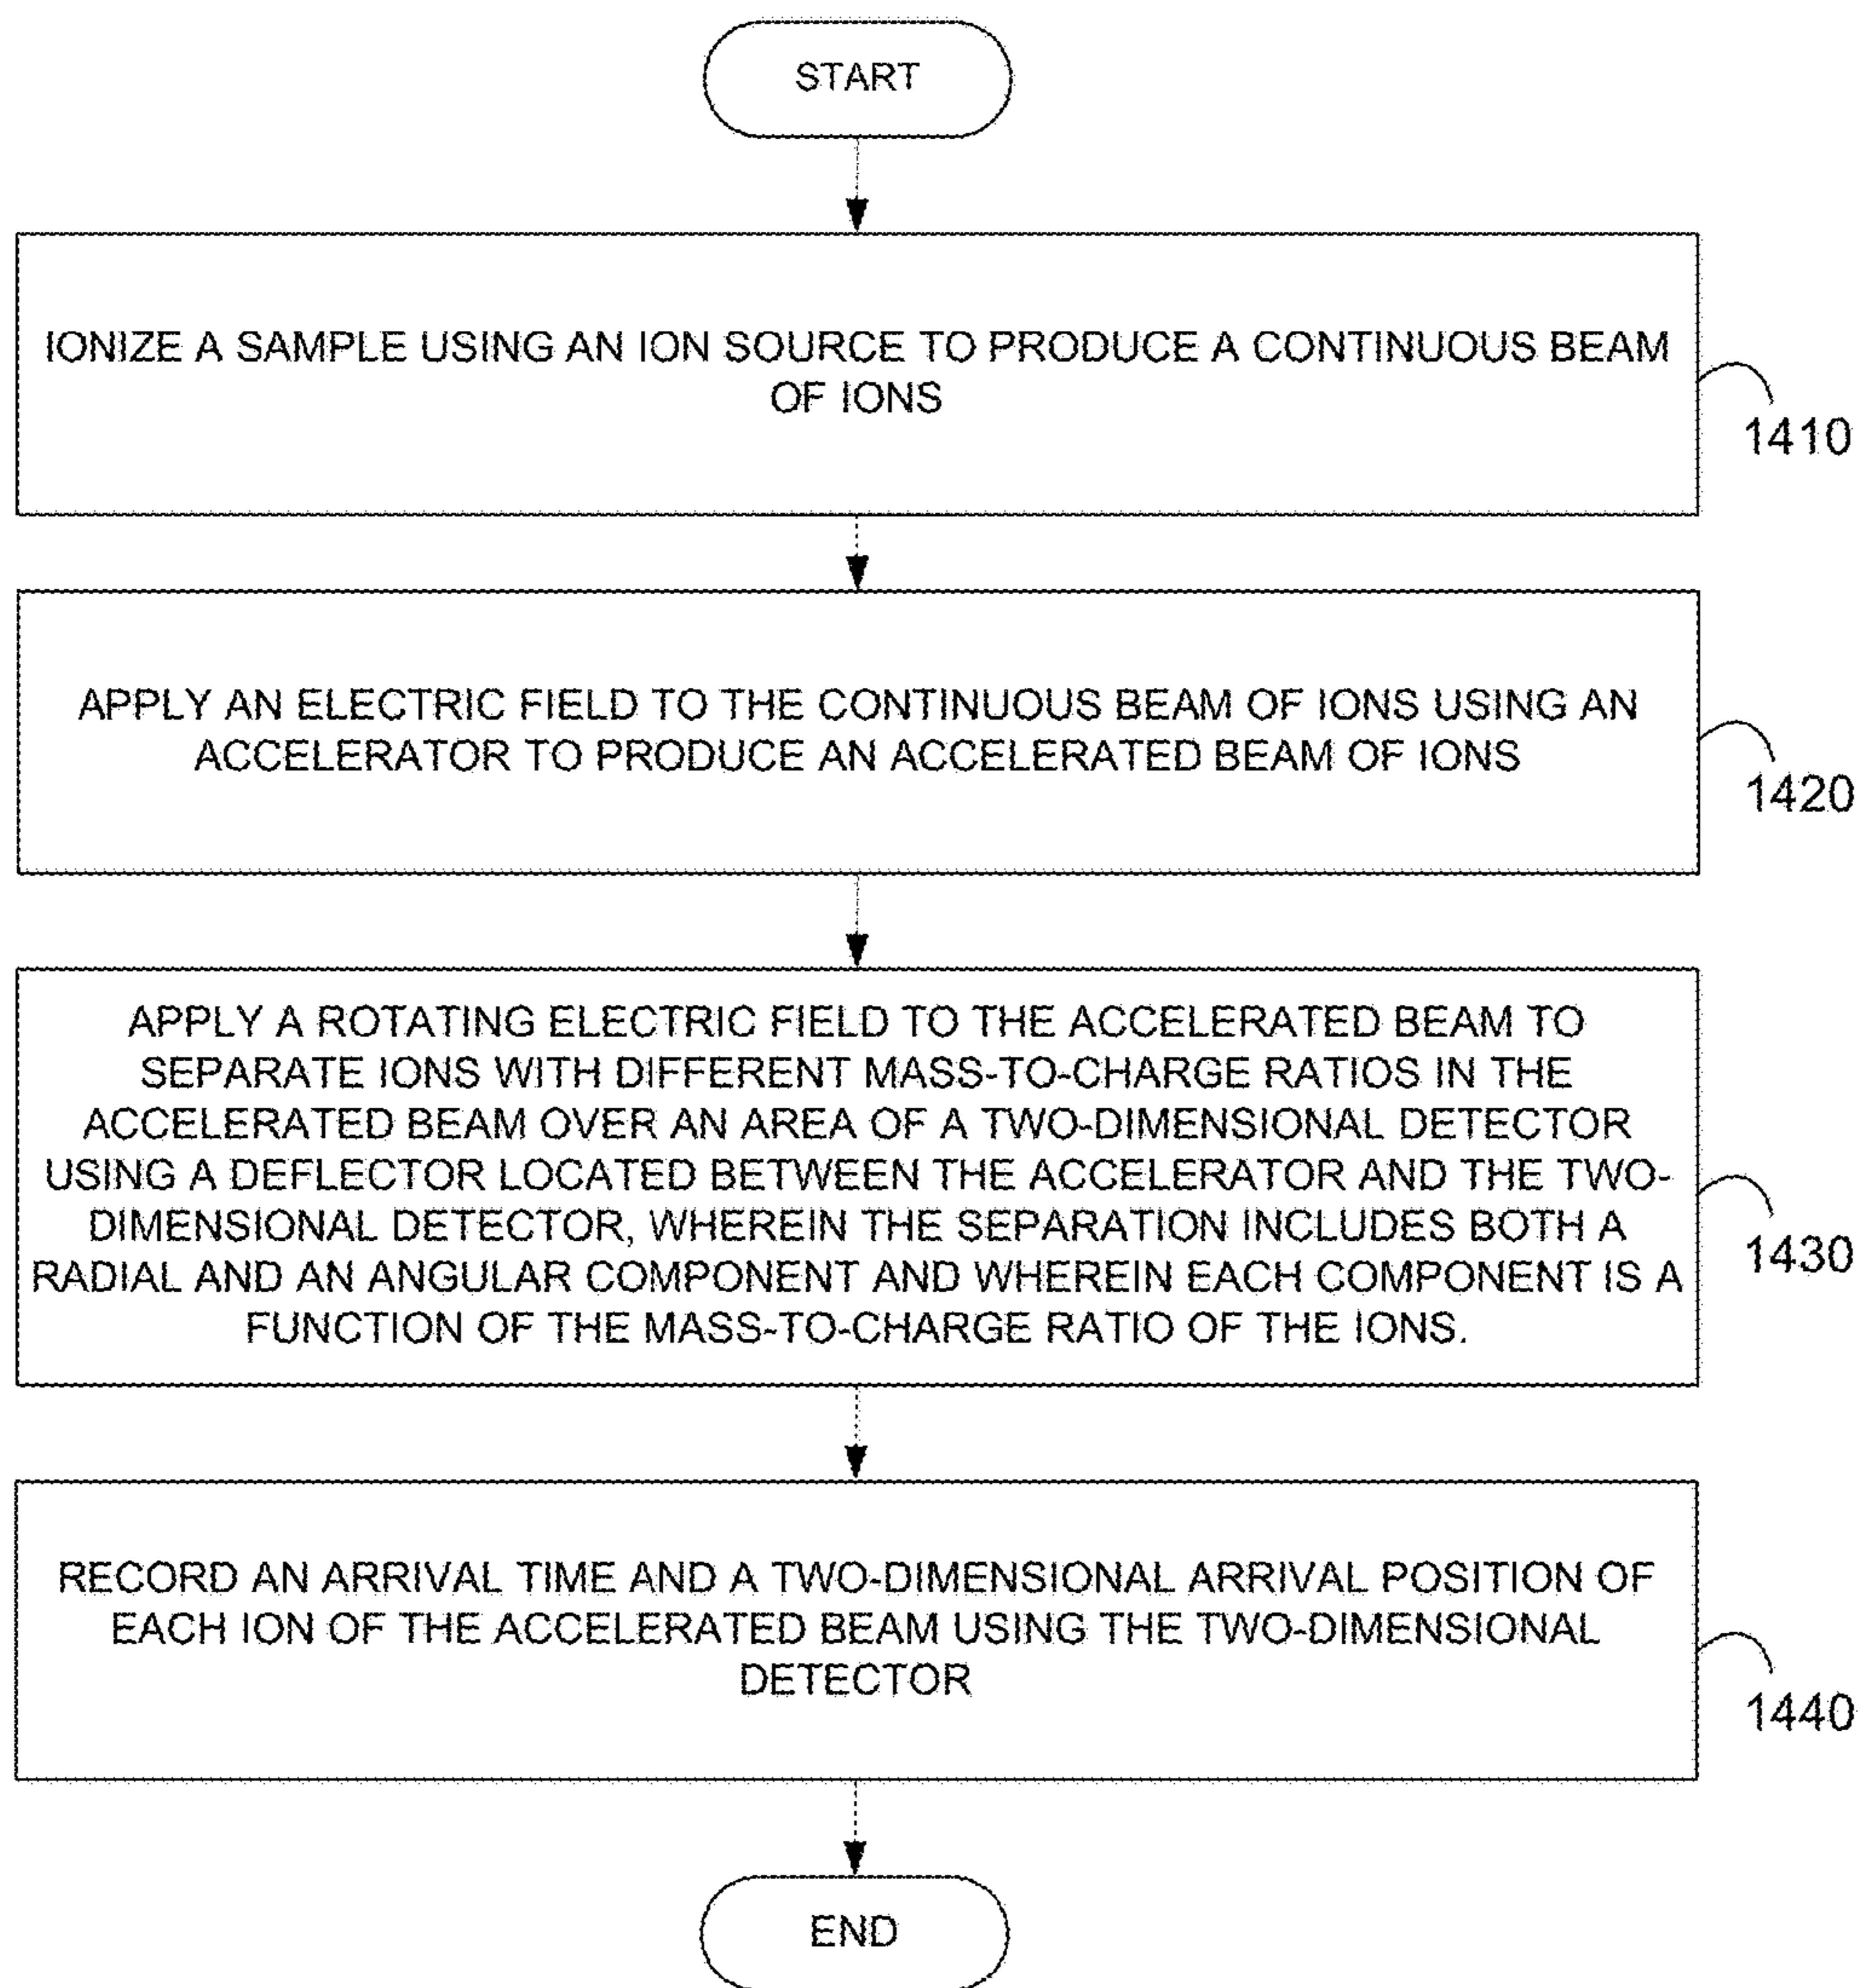 START
IONIZE A SAMPLE USING AN ION SOURCE TO PRODUCE A CONTINUOUS BEAM
OF IONS
1410
APPLY AN ELECTRIC FIELD TO THE CONTINUOUS BEAM OF IONS USING AN
ACCELERATOR TO PRODUCE AN ACCELERATED BEAM OF IONS
1420
APPLY A ROTATING ELECTRIC FIELD TO THE ACCELERATED BEAM TO
SEPARATE IONS WITH DIFFERENT MASS-TO-CHARGE RATIOS IN THE
ACCELERATED BEAM OVER AN AREA OF A TWO-DIMENSIONAL DETECTOR
USING A DEFLECTOR LOCATED BETWEEN THE ACCELERATOR AND THE TWO-
DIMENSIONAL DETECTOR, WHEREIN THE SEPARATION INCLUDES BOTH A
RADIAL AND AN ANGULAR COMPONENT AND WHEREIN EACH COMPONENT IS A
FUNCTION OF THE MASS-TO-CHARGE RATIO OF THE IONS.
1430
RECORD AN ARRIVAL TIME AND A TWO-DIMENSIONAL ARRIVAL POSITION OF
EACH ION OF THE ACCELERATED BEAM USING THE TWO-DIMENSIONAL
DETECTOR
1440
END